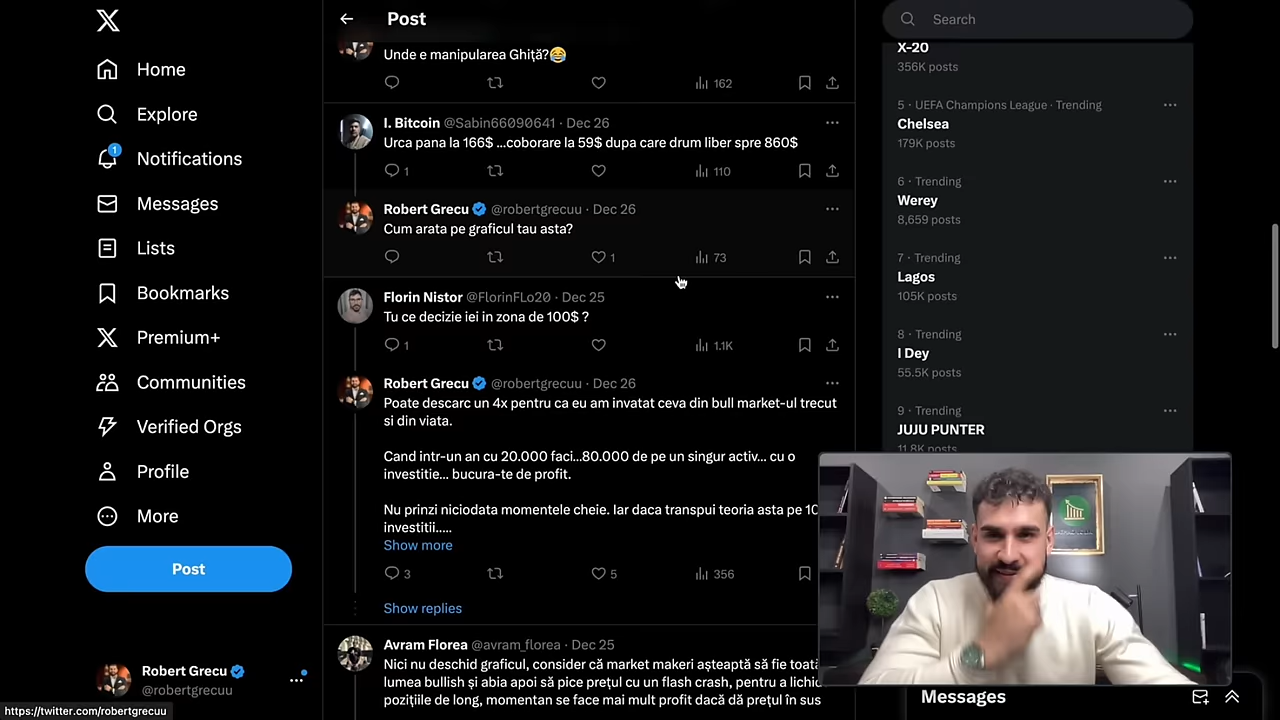 Home
Explore
1
Notifications
Messages
Lists
Bookmarks
Premium+
Communities
Verified Orgs
Profile
More
Post
Robert Grecu
@robertgrecuu
https://twitter.com/robertgrecuu
Post
Unde e manipularea Ghiță?😂
162
I. Bitcoin @Sabin66090641 · Dec 26
Urca pana la 166$ ...coborare la 59$ dupa care drum liber spre 860$
1 110
Robert Grecu @robertgrecuu · Dec 26
Cum arata pe graficul tau asta?
1 73
Florin Nistor @FlorinFLo20 · Dec 25
Tu ce decizie iei in zona de 100$ ?
1 1.1K
Robert Grecu @robertgrecuu · Dec 26
Poate descarc un 4x pentru ca eu am invatat ceva din bull market-ul trecut
si din viata.
Cand intr-un an cu 20.000 faci...80.000 de pe un singur activ... cu o
investitie... bucura-te de profit.
Nu prinzi niciodata momentele cheie. Iar daca transpui teoria asta pe 10
investitii.....
Show more
3 5 356
Show replies
Avram Florea @avram_florea · Dec 25
Nici nu deschid graficul, consider că market makeri așteaptă să fie toată
lumea bullish și abia apoi să pice prețul cu un flash crash, pentru a lichid
pozițiile de long, momentan se face mai mult profit dacă dă prețul în sus
Search
X-20
356K posts
5 · UEFA Champions League · Trending
Chelsea
179K posts
6 · Trending
Werey
8,659 posts
7 · Trending
Lagos
105K posts
8 · Trending
I Dey
55.5K posts
9 · Trending
JUJU PUNTER
11.8K posts
Messages